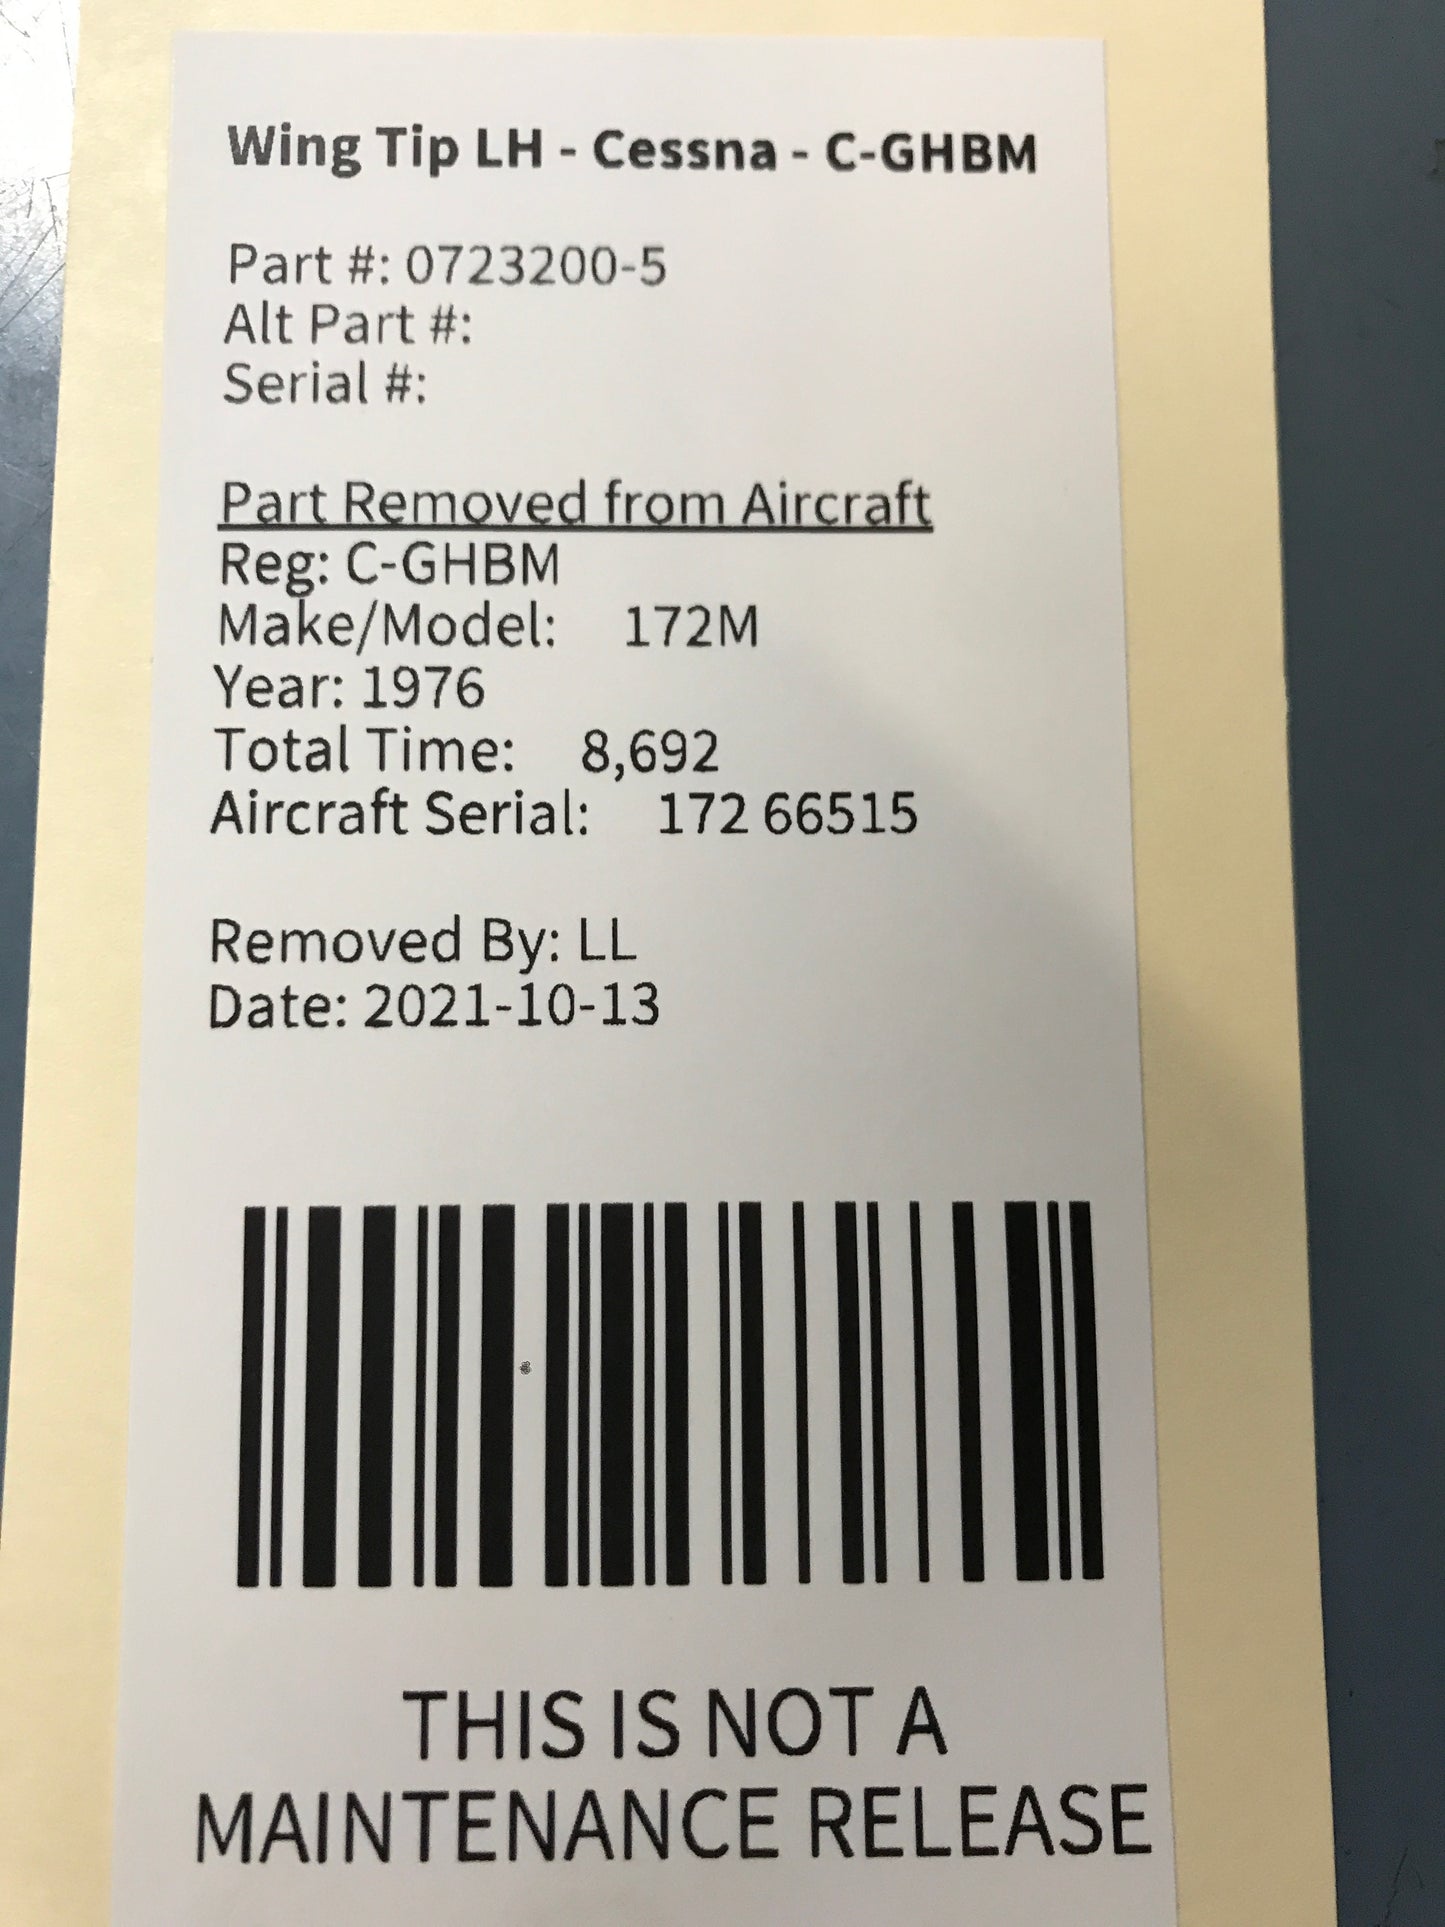 Wing Tip LH - Cessna - C-GHBM
Part #: 0723200-5
Alt Part #:
Serial #:
Part Removed from Aircraft
Reg: C-GHBM
Make/Model: 172M
Year: 1976
Total Time: 8,692
Aircraft Serial: 172 66515
Removed By: LL
Date: 2021-10-13
THIS IS NOT A
MAINTENANCE RELEASE